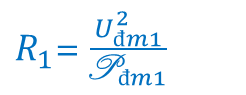 R₁ = U²đm1 / 𝒫đm1